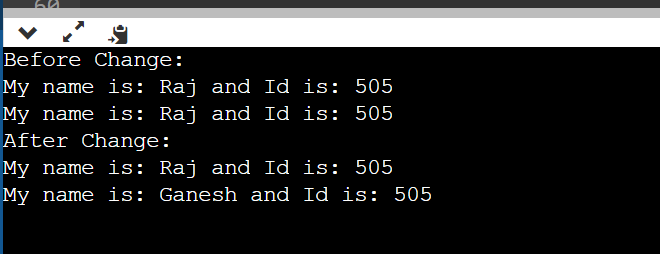 60
Before Change:
My name is: Raj and Id is: 505
My name is: Raj and Id is: 505
After Change:
My name is: Raj and Id is: 505
My name is: Ganesh and Id is: 505